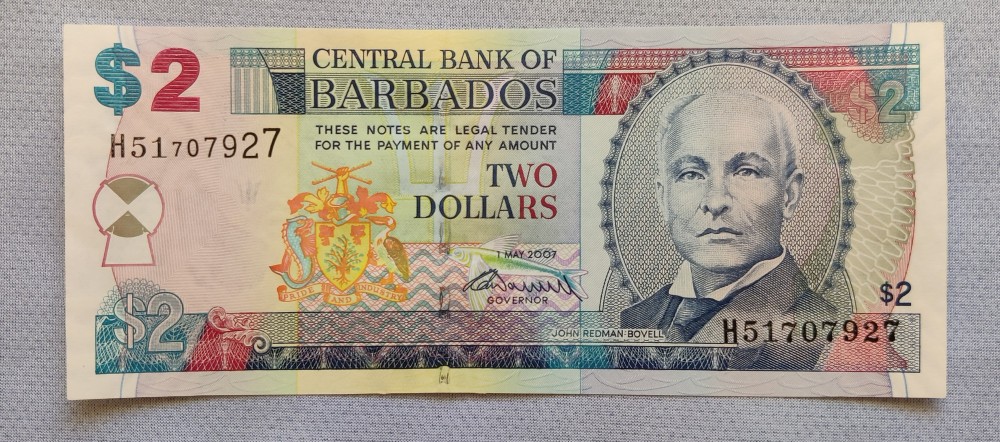 $2
CENTRAL BANK OF
BARBADOS
$2
H51707927
THESE NOTES ARE LEGAL TENDER
FOR THE PAYMENT OF ANY AMOUNT
TWO
DOLLARS
1 MAY 2007
GOVERNOR
PRIDE AND INDUSTRY
$2
$2
JOHN REDMAN BOVELL
H51707927